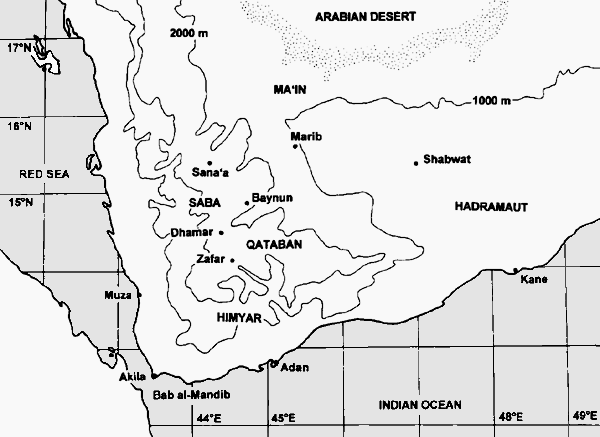 ARABIAN DESERT
2000 m
17°N
MA'IN
1000 m
16°N
Marib
Shabwat
RED SEA
Sana'a
15°N
SABA
Baynun
HADRAMAUT
Dhamar
QATABAN
Zafar
Kane
Muza
HIMYAR
Adan
Akila
Bab al-Mandib
INDIAN OCEAN
44°E
45°E
48°E
49°E